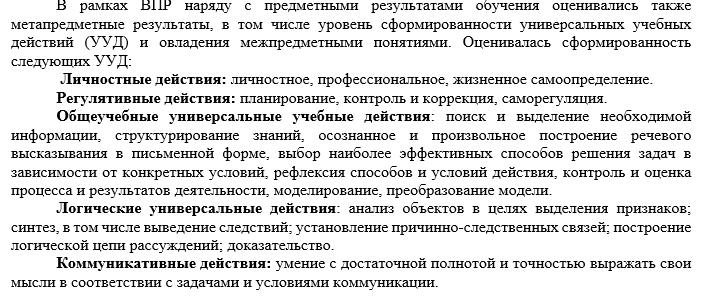 В рамках ВПР наряду с предметными результатами обучения оценивались также
метапредметные результаты, в том числе уровень сформированности универсальных учебных
действий (УУД) и овладения межпредметными понятиями. Оценивалась сформированность
следующих УУД:
Личностные действия: личностное, профессиональное, жизненное самоопределение.
Регулятивные действия: планирование, контроль и коррекция, саморегуляция.
Общеучебные универсальные учебные действия: поиск и выделение необходимой
информации, структурирование знаний, осознанное и произвольное построение речевого
высказывания в письменной форме, выбор наиболее эффективных способов решения задач в
зависимости от конкретных условий, рефлексия способов и условий действия, контроль и оценка
процесса и результатов деятельности, моделирование, преобразование модели.
Логические универсальные действия: анализ объектов в целях выделения признаков;
синтез, в том числе выведение следствий; установление причинно-следственных связей; построение
логической цепи рассуждений; доказательство.
Коммуникативные действия: умение с достаточной полнотой и точностью выражать свои
мысли в соответствии с задачами и условиями коммуникации.